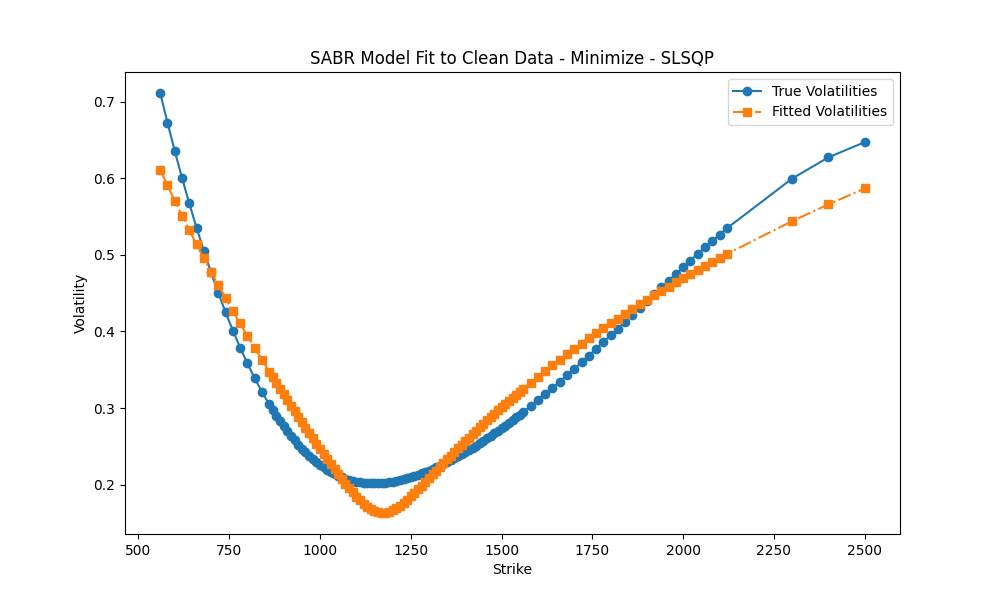 SABR Model Fit to Clean Data - Minimize - SLSQP
True Volatilities
Fitted Volatilities
0.7
0.6
0.5
0.4
0.3
0.2
Volatility
500 750 1000 1250 1500 1750 2000 2250 2500
Strike